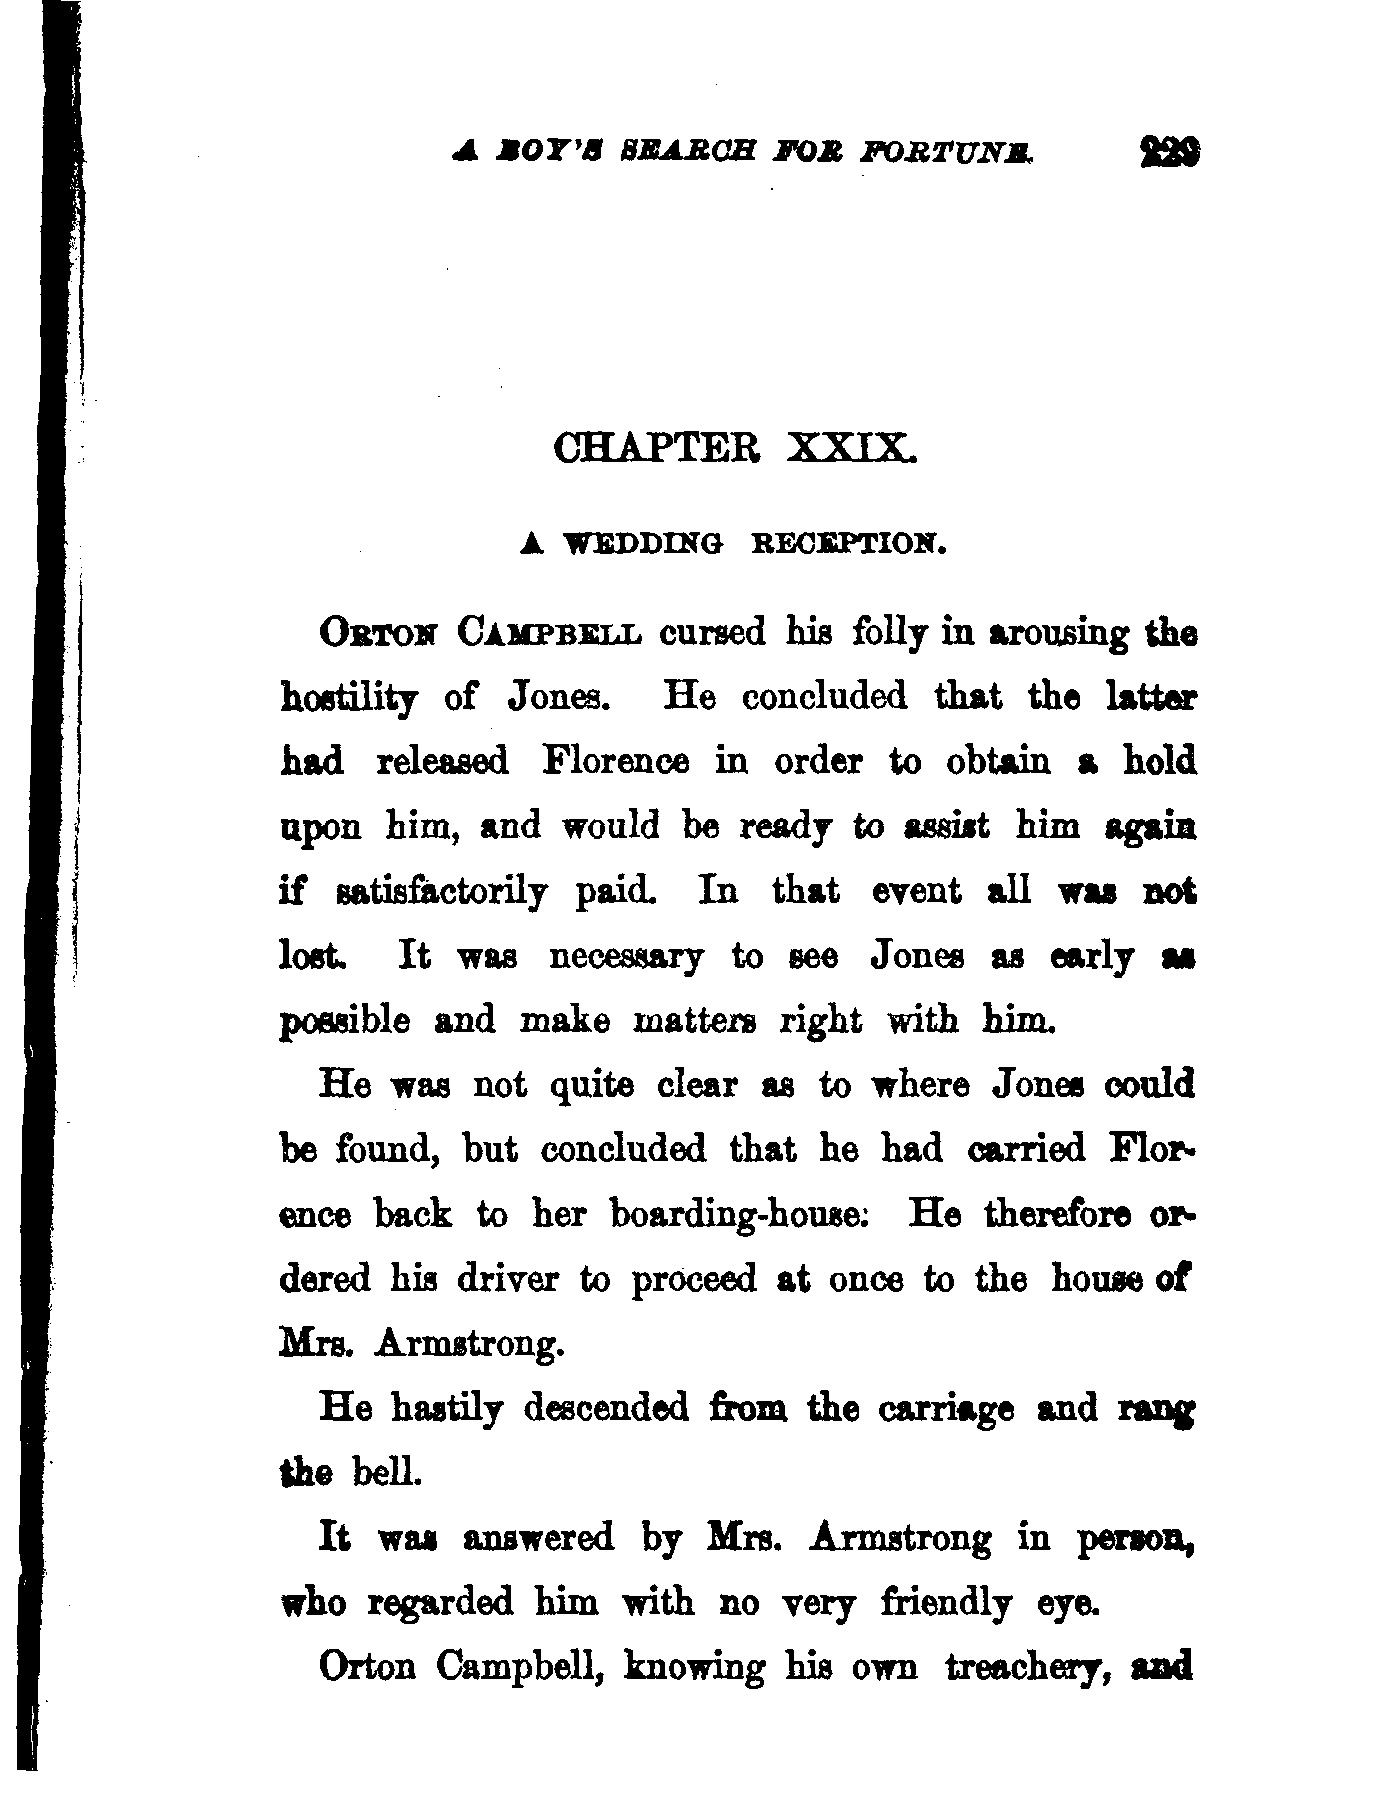 A BOY'S SEARCH FOR FORTUNE. 229
CHAPTER XXIX.
A WEDDING RECEPTION.
ORTON CAMPBELL cursed his folly in arousing the
hostility of Jones. He concluded that the latter
had released Florence in order to obtain a hold
upon him, and would be ready to assist him again
if satisfactorily paid. In that event all was not
lost. It was necessary to see Jones as early as
possible and make matters right with him.
He was not quite clear as to where Jones could
be found, but concluded that he had carried Flor-
ence back to her boarding-house: He therefore or-
dered his driver to proceed at once to the house of
Mrs. Armstrong.
He hastily descended from the carriage and rang
the bell.
It was answered by Mrs. Armstrong in person,
who regarded him with no very friendly eye.
Orton Campbell, knowing his own treachery, and